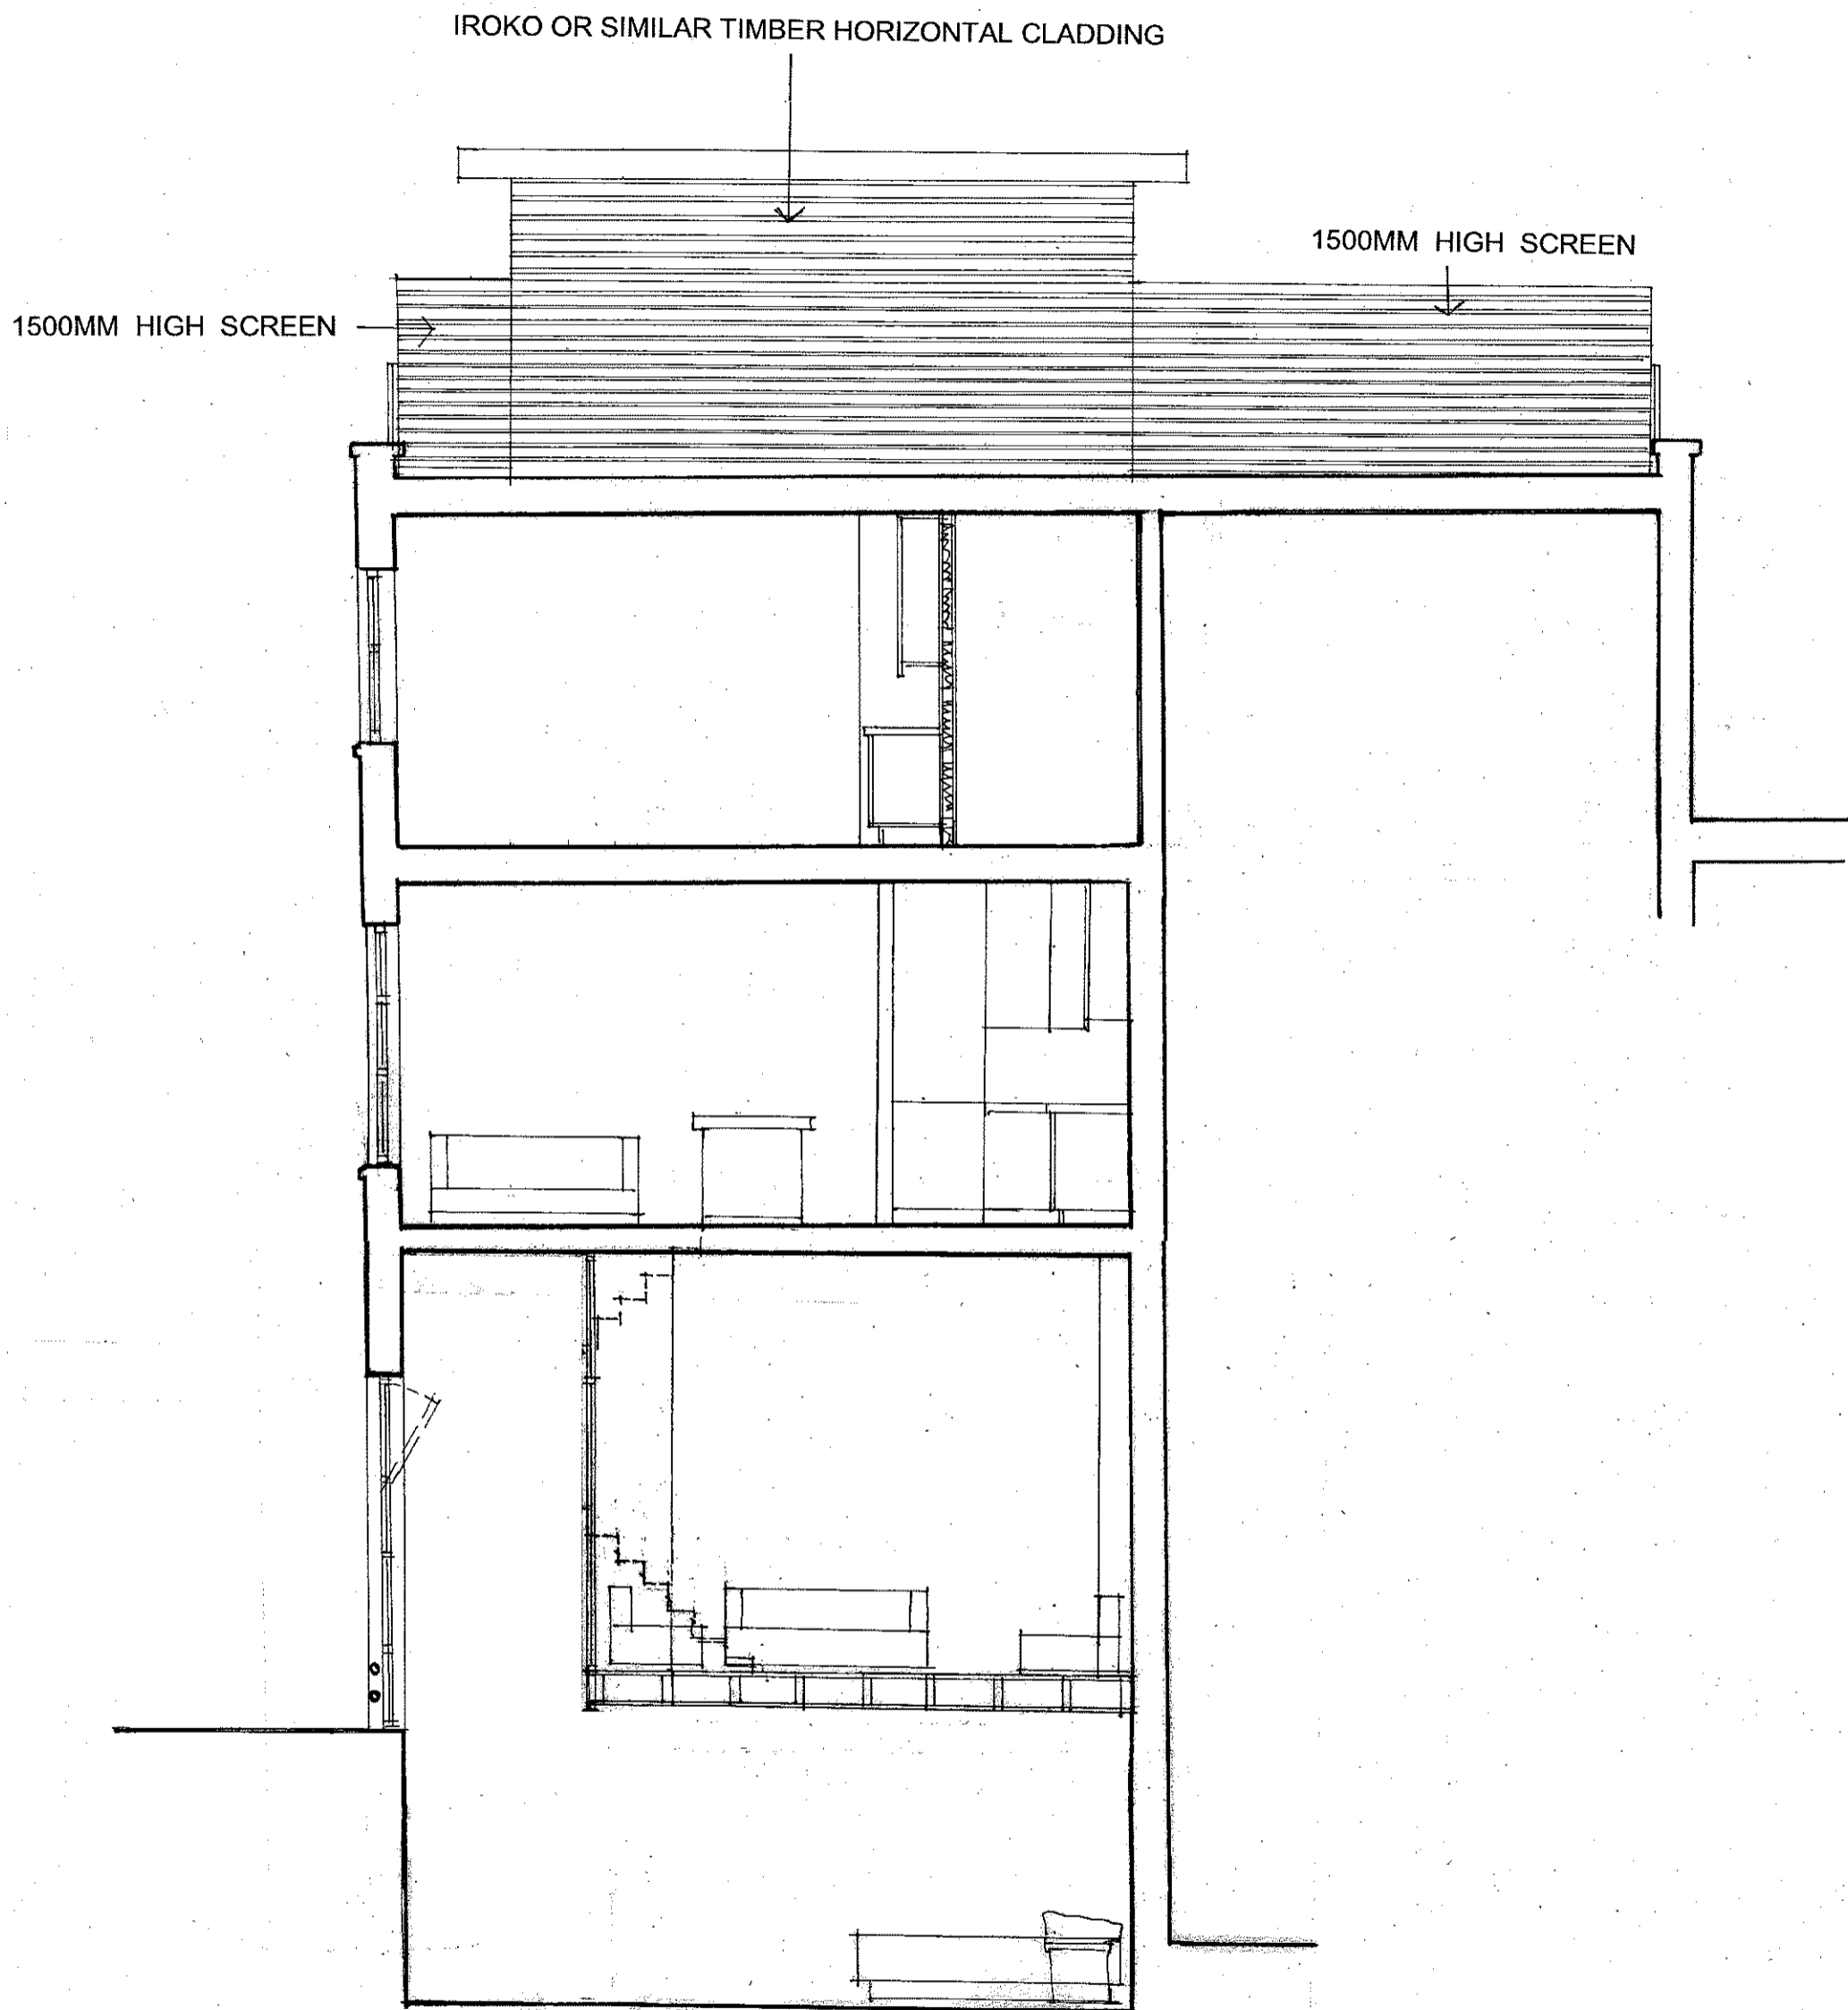 IROKO OR SIMILAR TIMBER HORIZONTAL CLADDING
1500MM HIGH SCREEN
1500MM HIGH SCREEN